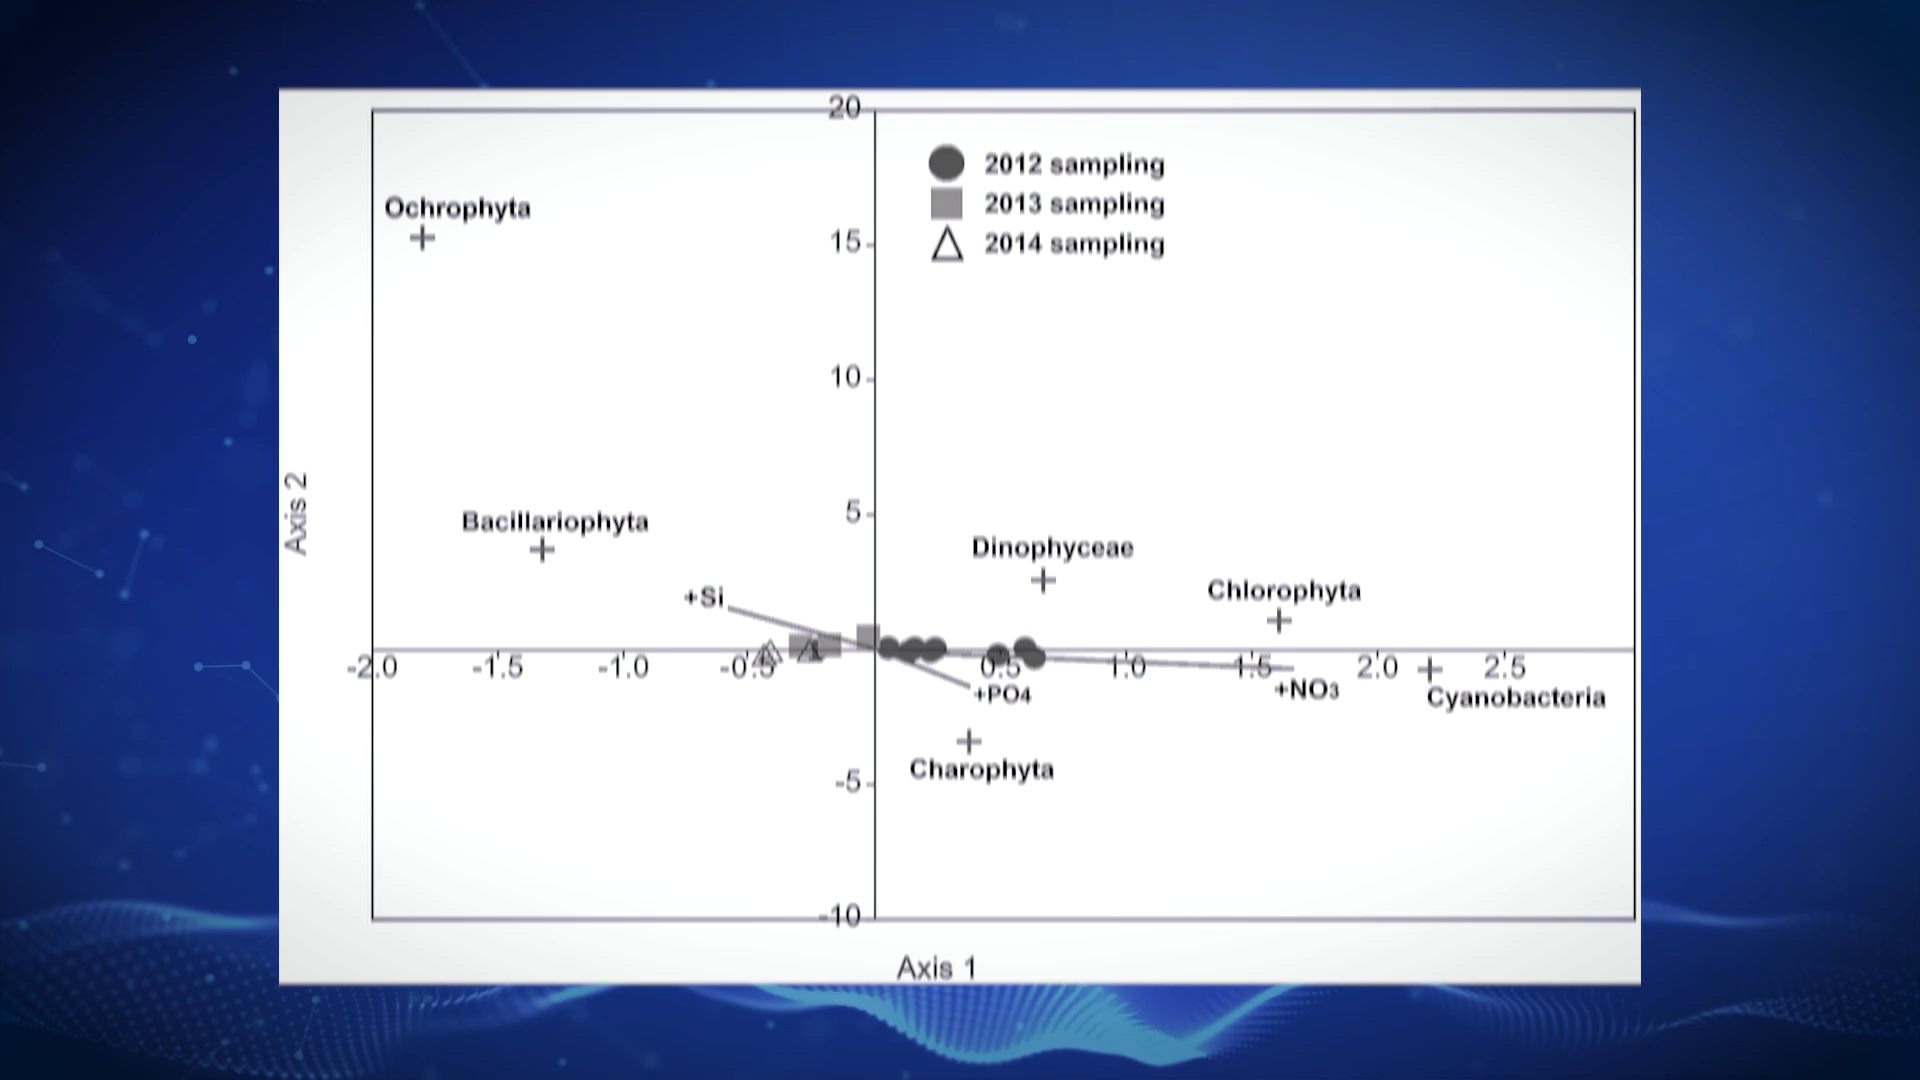 20
2012 sampling
2013 sampling
2014 sampling
Ochrophyta
15
10
5
Axis 2
Bacillariophyta
Dinophyceae
Chlorophyta
+Si
-2.0 -1.5 -1.0 -0.5 0.5 1.0 1.5 2.0 2.5
+PO4
+NO3
Cyanobacteria
Charophyta
-5
-10
Axis 1